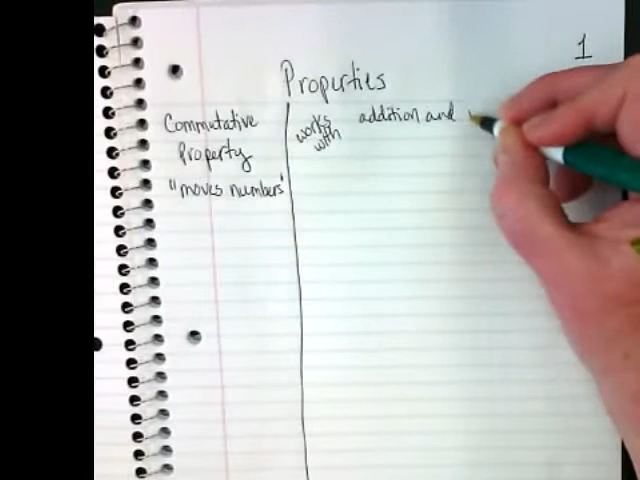 1
Properties
Commutative
Property
"moves numbers"
works
with
addition and